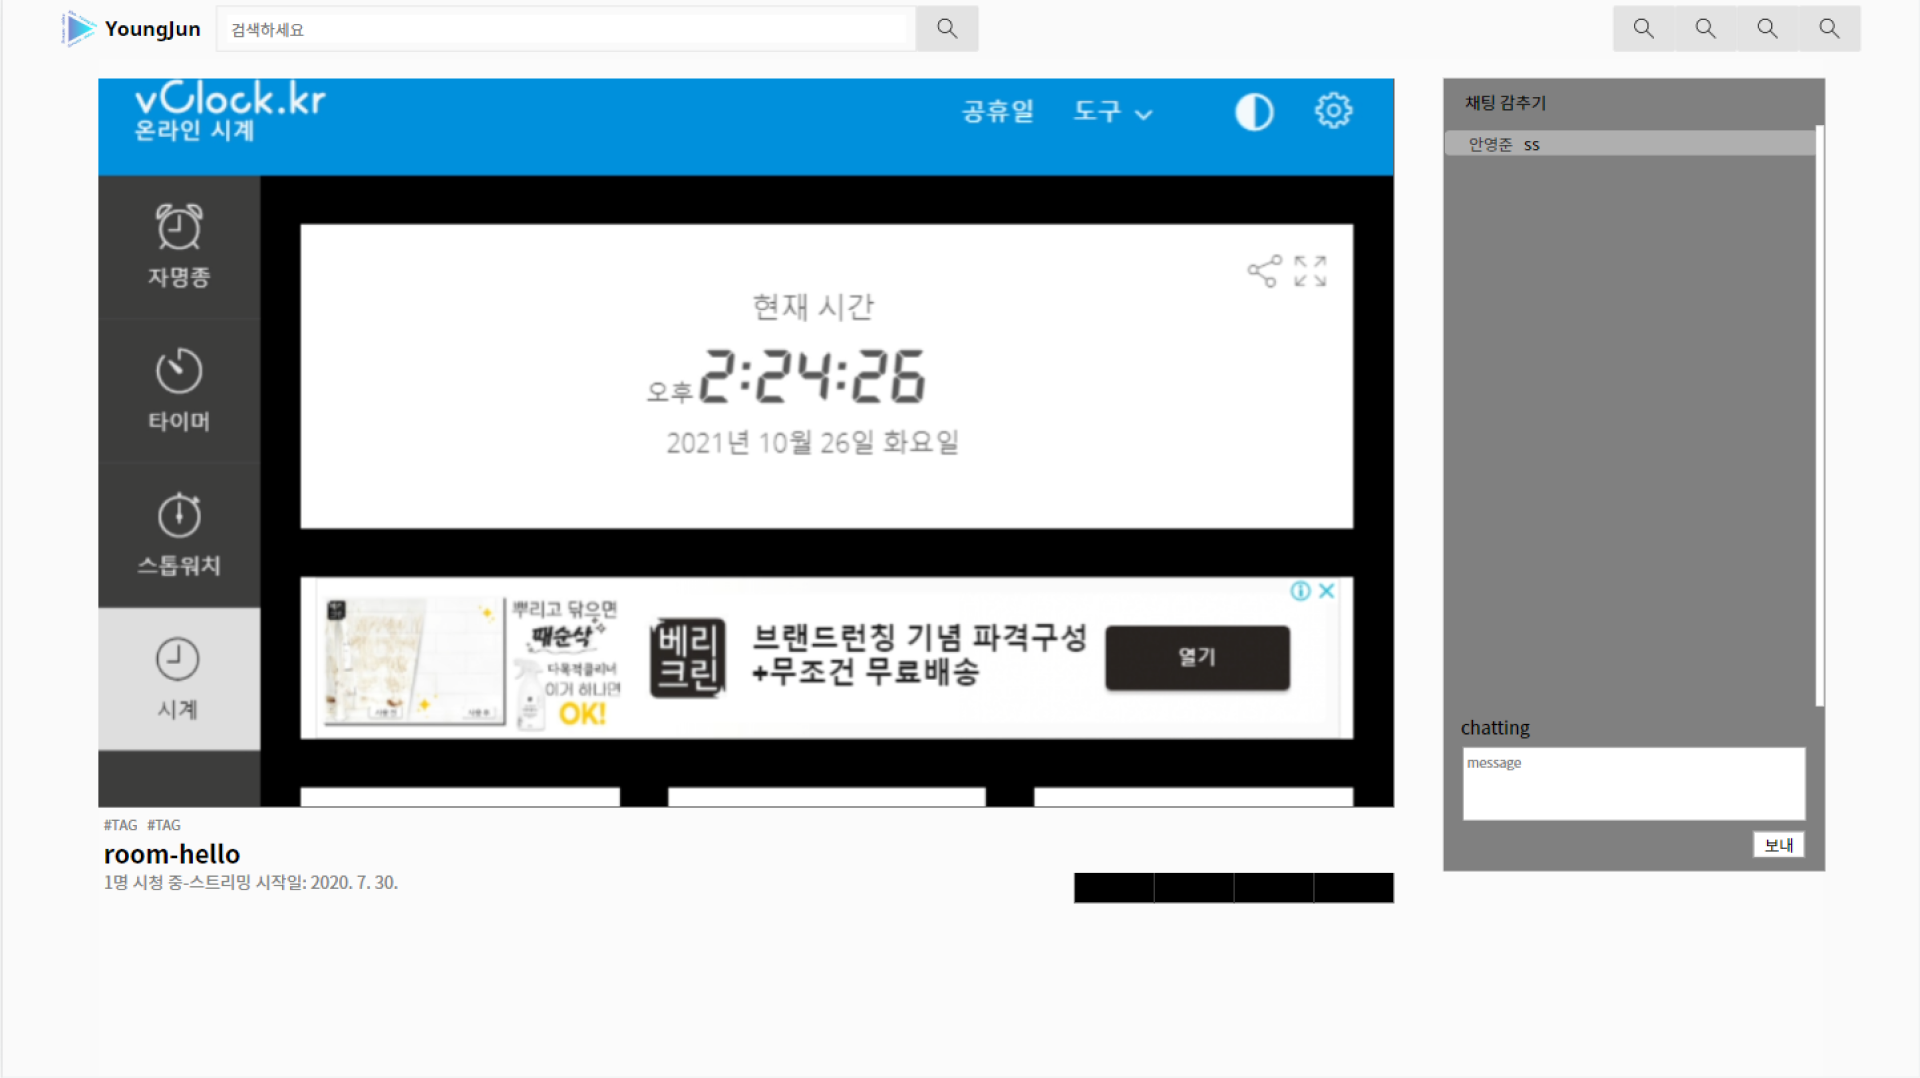 YoungJun
검색하세요
vClock.kr
온라인 시계
공휴일 도구
자명종
타이머
스톱워치
시계
현재 시간
오후 2:24:26
2021년 10월 26일 화요일
뿌리고 닦으면
때순삭
다목적클리너
이거 하나면
OK!
베리
크린
브랜드런칭 기념 파격구성
+무조건 무료배송
열기
#TAG #TAG
room-hello
1명 시청 중-스트리밍 시작일: 2020. 7. 30.
채팅 감추기
안영준 ss
chatting
message
보내